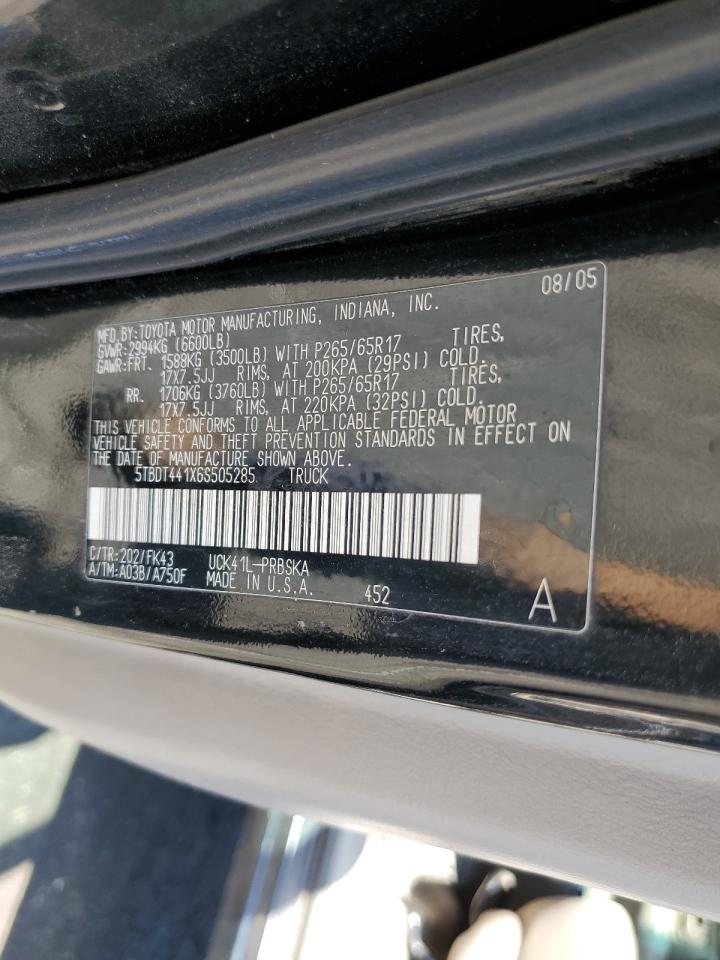 08/05
MFD.BY:TOYOTA MOTOR MANUFACTURING, INDIANA, INC.
GVWR:2994KG (6600LB)
GAWR:FRT. 1588KG (3500LB) WITH P265/65R17 TIRES,
17X7.5JJ RIMS, AT 200KPA (29PSI) COLD.
RR. 1706KG (3760LB) WITH P265/65R17 TIRES,
17X7.5JJ RIMS, AT 220KPA (32PSI) COLD.
THIS VEHICLE CONFORMS TO ALL APPLICABLE FEDERAL MOTOR
VEHICLE SAFETY AND THEFT PREVENTION STANDARDS IN EFFECT ON
THE DATE OF MANUFACTURE SHOWN ABOVE.
5TBDT441X6S505285 TRUCK
C/TR:202/FK43 UCK41L-PRBSKA
A/TM:A03B/A750F MADE IN U.S.A. 452 A